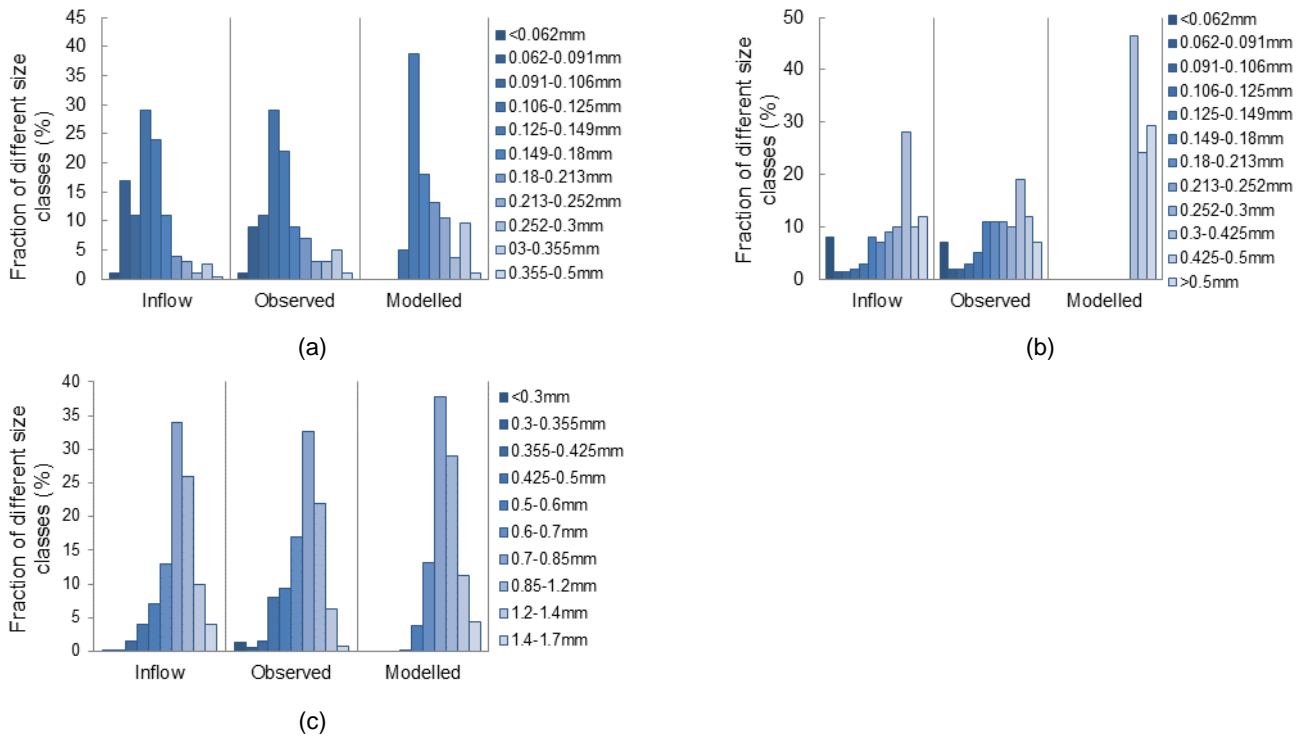 Fraction of different size
classes (%)
45
40
35
30
25
20
15
10
5
0
Inflow Observed Modelled
<0.062mm
0.062-0.091mm
0.091-0.106mm
0.106-0.125mm
0.125-0.149mm
0.149-0.18mm
0.18-0.213mm
0.213-0.252mm
0.252-0.3mm
03-0.355mm
0.355-0.5mm
(a)
Fraction of different size
classes (%)
50
40
30
20
10
0
Inflow Observed Modelled
<0.062mm
0.062-0.091mm
0.091-0.106mm
0.106-0.125mm
0.125-0.149mm
0.149-0.18mm
0.18-0.213mm
0.213-0.252mm
0.252-0.3mm
0.3-0.425mm
0.425-0.5mm
>0.5mm
(b)
Fraction of different size
classes (%)
40
35
30
25
20
15
10
5
0
Inflow Observed Modelled
<0.3mm
0.3-0.355mm
0.355-0.425mm
0.425-0.5mm
0.5-0.6mm
0.6-0.7mm
0.7-0.85mm
0.85-1.2mm
1.2-1.4mm
1.4-1.7mm
(c)